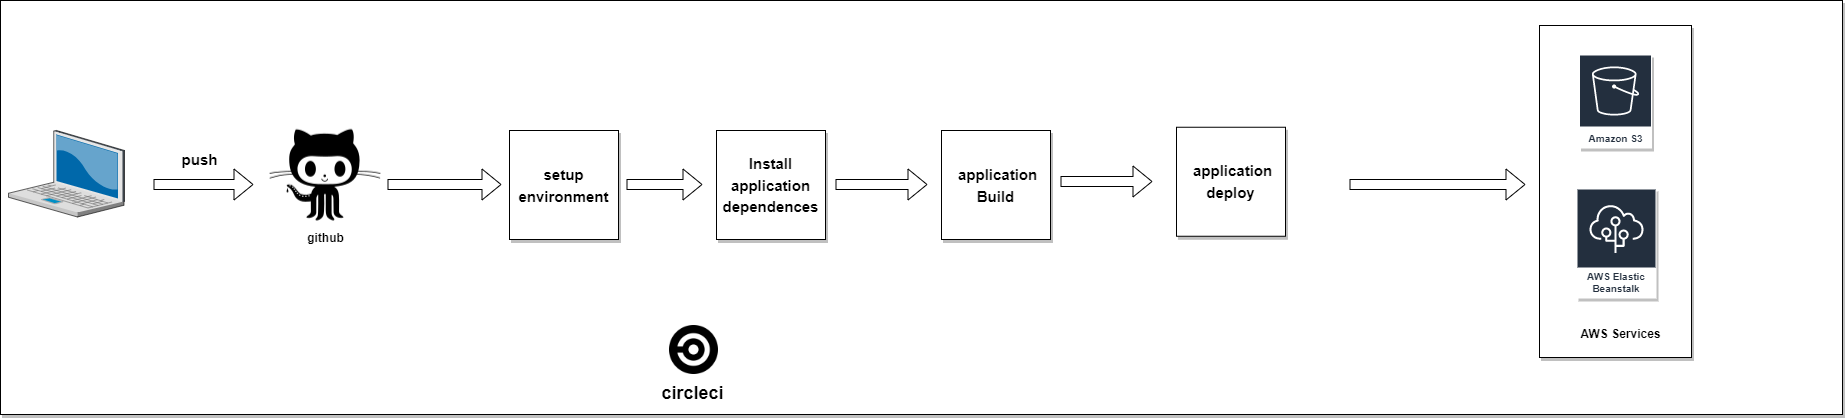 push
github
setup
environment
Install
application
dependences
application
Build
application
deploy
Amazon S3
AWS Elastic
Beanstalk
AWS Services
circleci